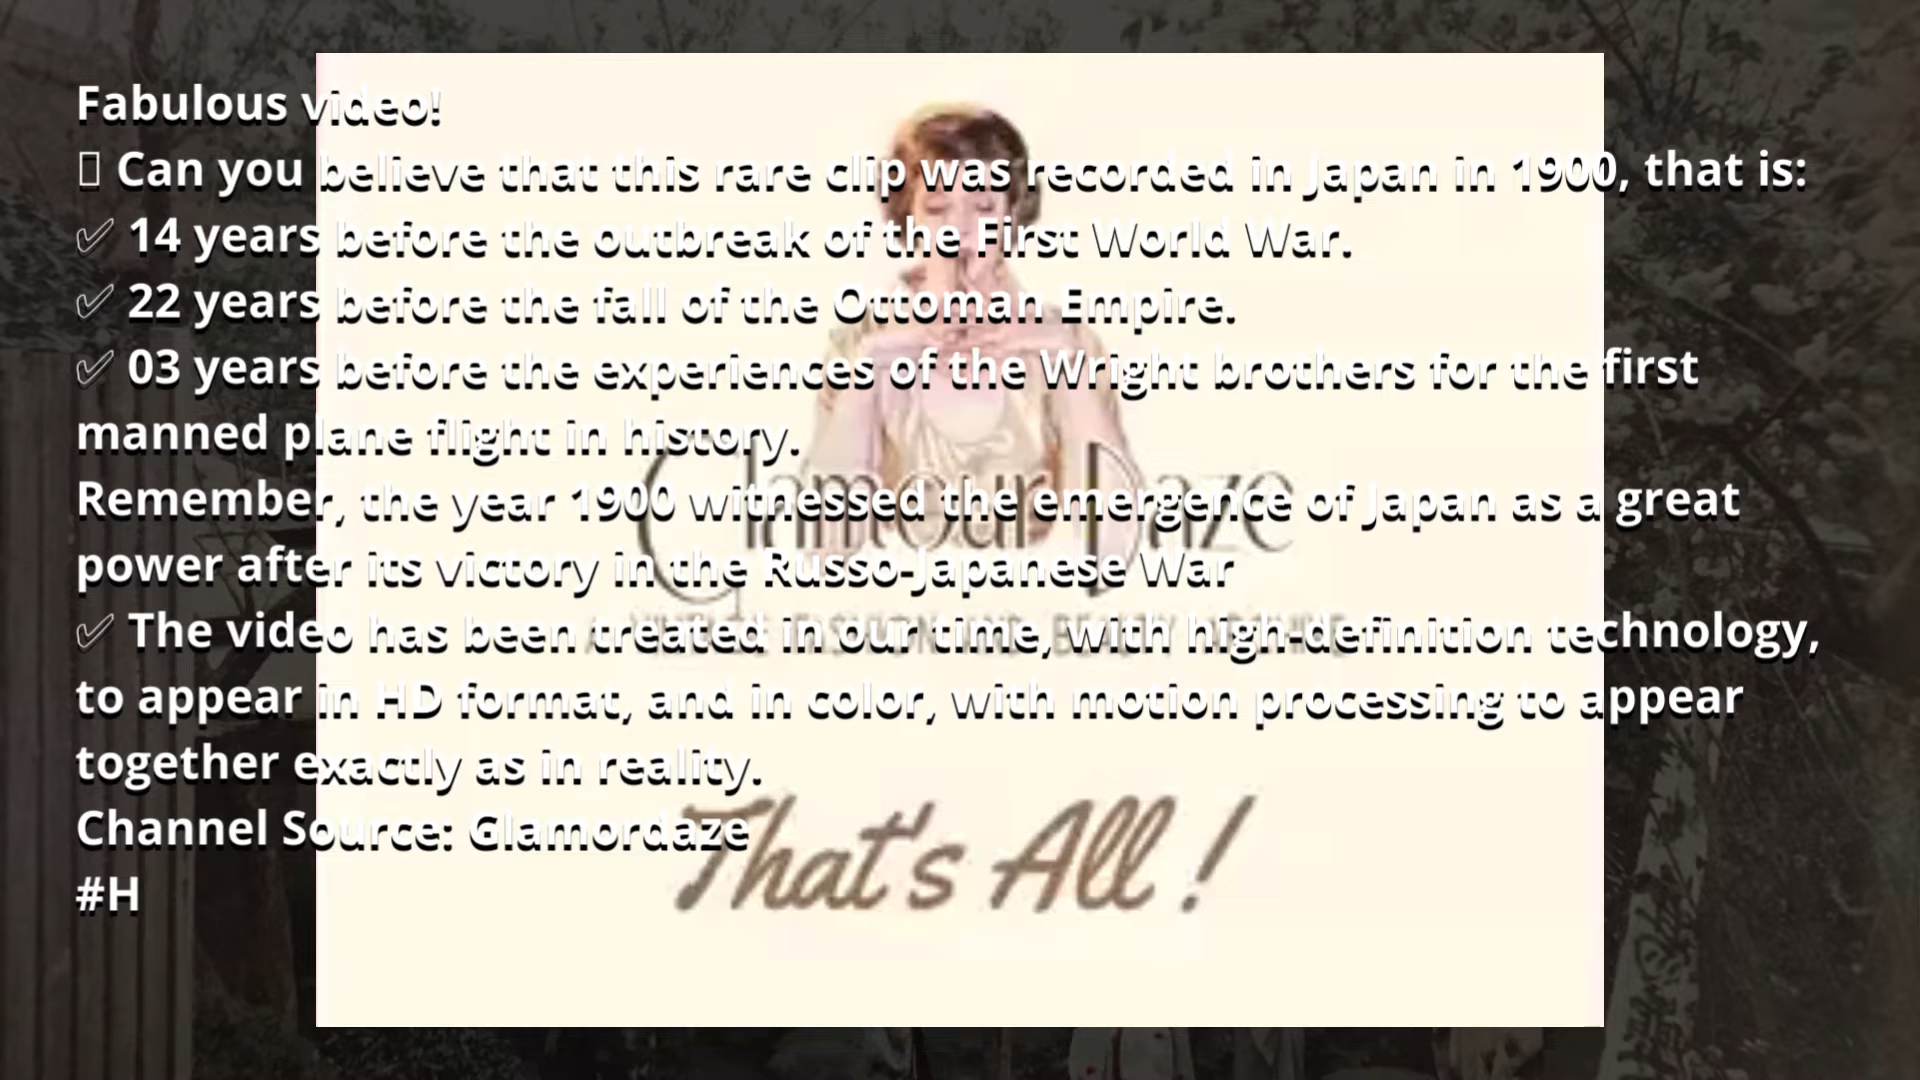 Fabulous video!
Can you believe that this rare clip was recorded in Japan in 1900, that is:
✅ 14 years before the outbreak of the First World War.
✅ 22 years before the fall of the Ottoman Empire.
✅ 03 years before the experiences of the Wright brothers for the first
manned plane flight in history.
Remember, the year 1900 witnessed the emergence of Japan as a great
power after its victory in the Russo-Japanese War
✅ The video has been treated in our time, with high-definition technology,
to appear in HD format, and in color, with motion processing to appear
together exactly as in reality.
Channel Source: Glamordaze
#H
Glamour Daze
That's All !